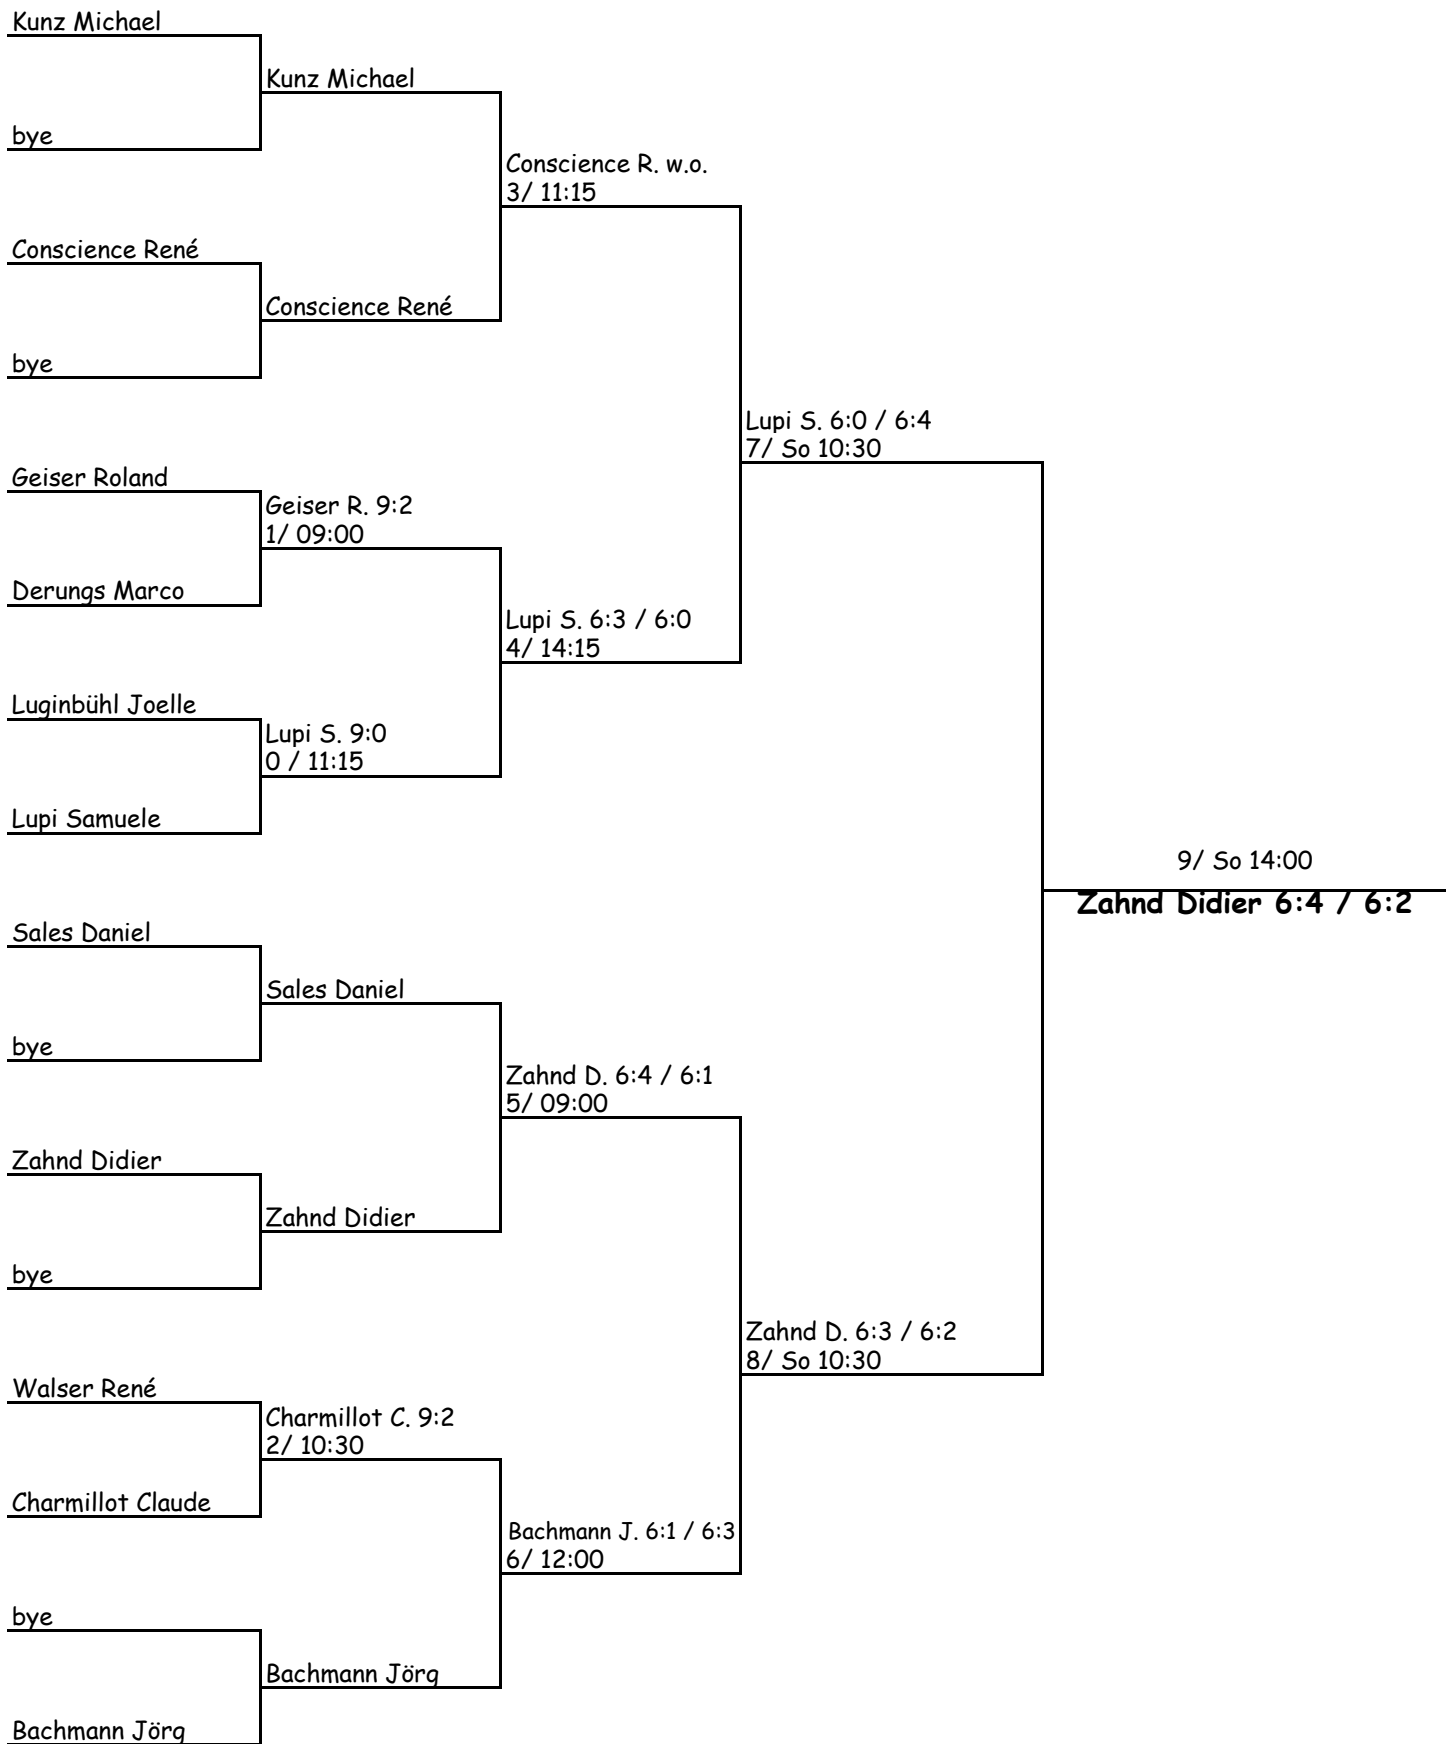 Kunz Michael
Kunz Michael
bye
Conscience R. w.o.
3/ 11:15
Conscience René
Conscience René
bye
Lupi S. 6:0 / 6:4
7/ So 10:30
Geiser Roland
Geiser R. 9:2
1/ 09:00
Derungs Marco
Lupi S. 6:3 / 6:0
4/ 14:15
Luginbühl Joelle
Lupi S. 9:0
0 / 11:15
Lupi Samuele
9/ So 14:00
Zahnd Didier 6:4 / 6:2
Sales Daniel
Sales Daniel
bye
Zahnd D. 6:4 / 6:1
5/ 09:00
Zahnd Didier
Zahnd Didier
bye
Zahnd D. 6:3 / 6:2
8/ So 10:30
Walser René
Charmillot C. 9:2
2/ 10:30
Charmillot Claude
Bachmann J. 6:1 / 6:3
6/ 12:00
bye
Bachmann Jörg
Bachmann Jörg